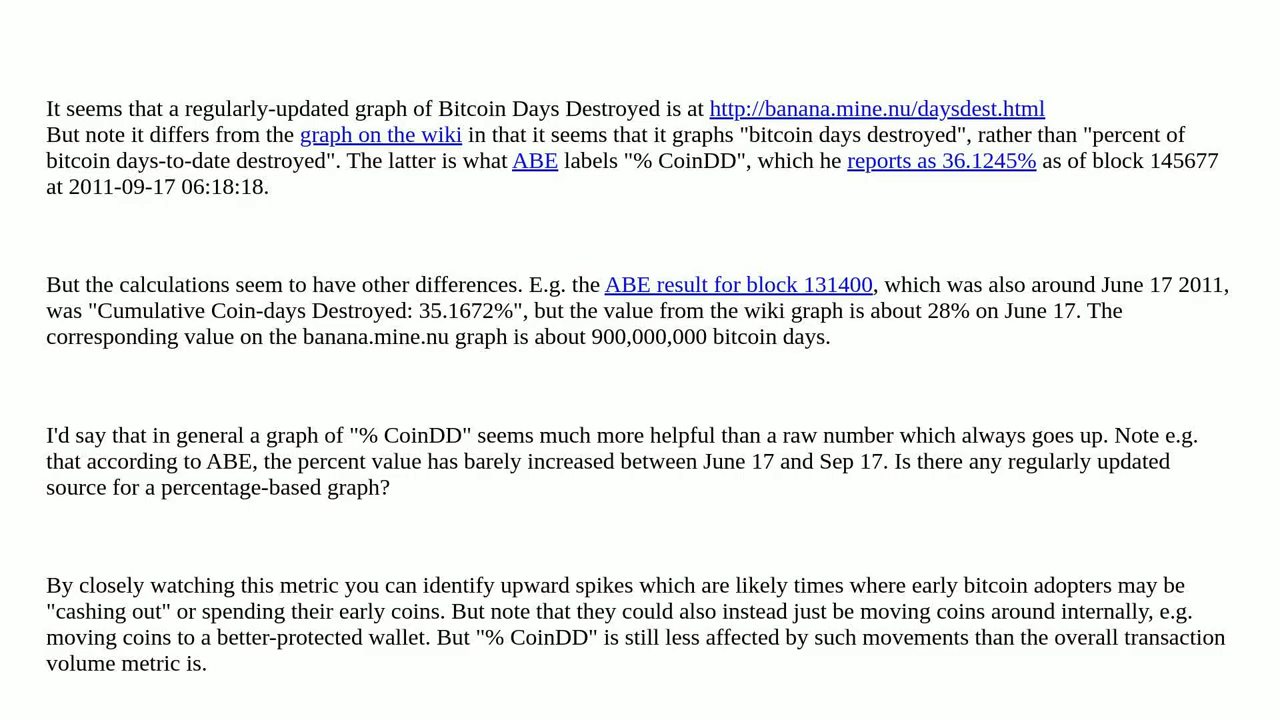 It seems that a regularly-updated graph of Bitcoin Days Destroyed is at http://banana.mine.nu/daysdest.html
But note it differs from the graph on the wiki in that it seems that it graphs "bitcoin days destroyed", rather than "percent of
bitcoin days-to-date destroyed". The latter is what ABE labels "% CoinDD", which he reports as 36.1245% as of block 145677
at 2011-09-17 06:18:18.
But the calculations seem to have other differences. E.g. the ABE result for block 131400, which was also around June 17 2011,
was "Cumulative Coin-days Destroyed: 35.1672%", but the value from the wiki graph is about 28% on June 17. The
corresponding value on the banana.mine.nu graph is about 900,000,000 bitcoin days.
I'd say that in general a graph of "% CoinDD" seems much more helpful than a raw number which always goes up. Note e.g.
that according to ABE, the percent value has barely increased between June 17 and Sep 17. Is there any regularly updated
source for a percentage-based graph?
By closely watching this metric you can identify upward spikes which are likely times where early bitcoin adopters may be
"cashing out" or spending their early coins. But note that they could also instead just be moving coins around internally, e.g.
moving coins to a better-protected wallet. But "% CoinDD" is still less affected by such movements than the overall transaction
volume metric is.